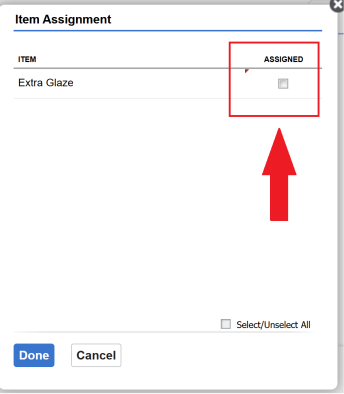 Item Assignment
ITEM ASSIGNED
Extra Glaze
Select/Unselect All
Done Cancel